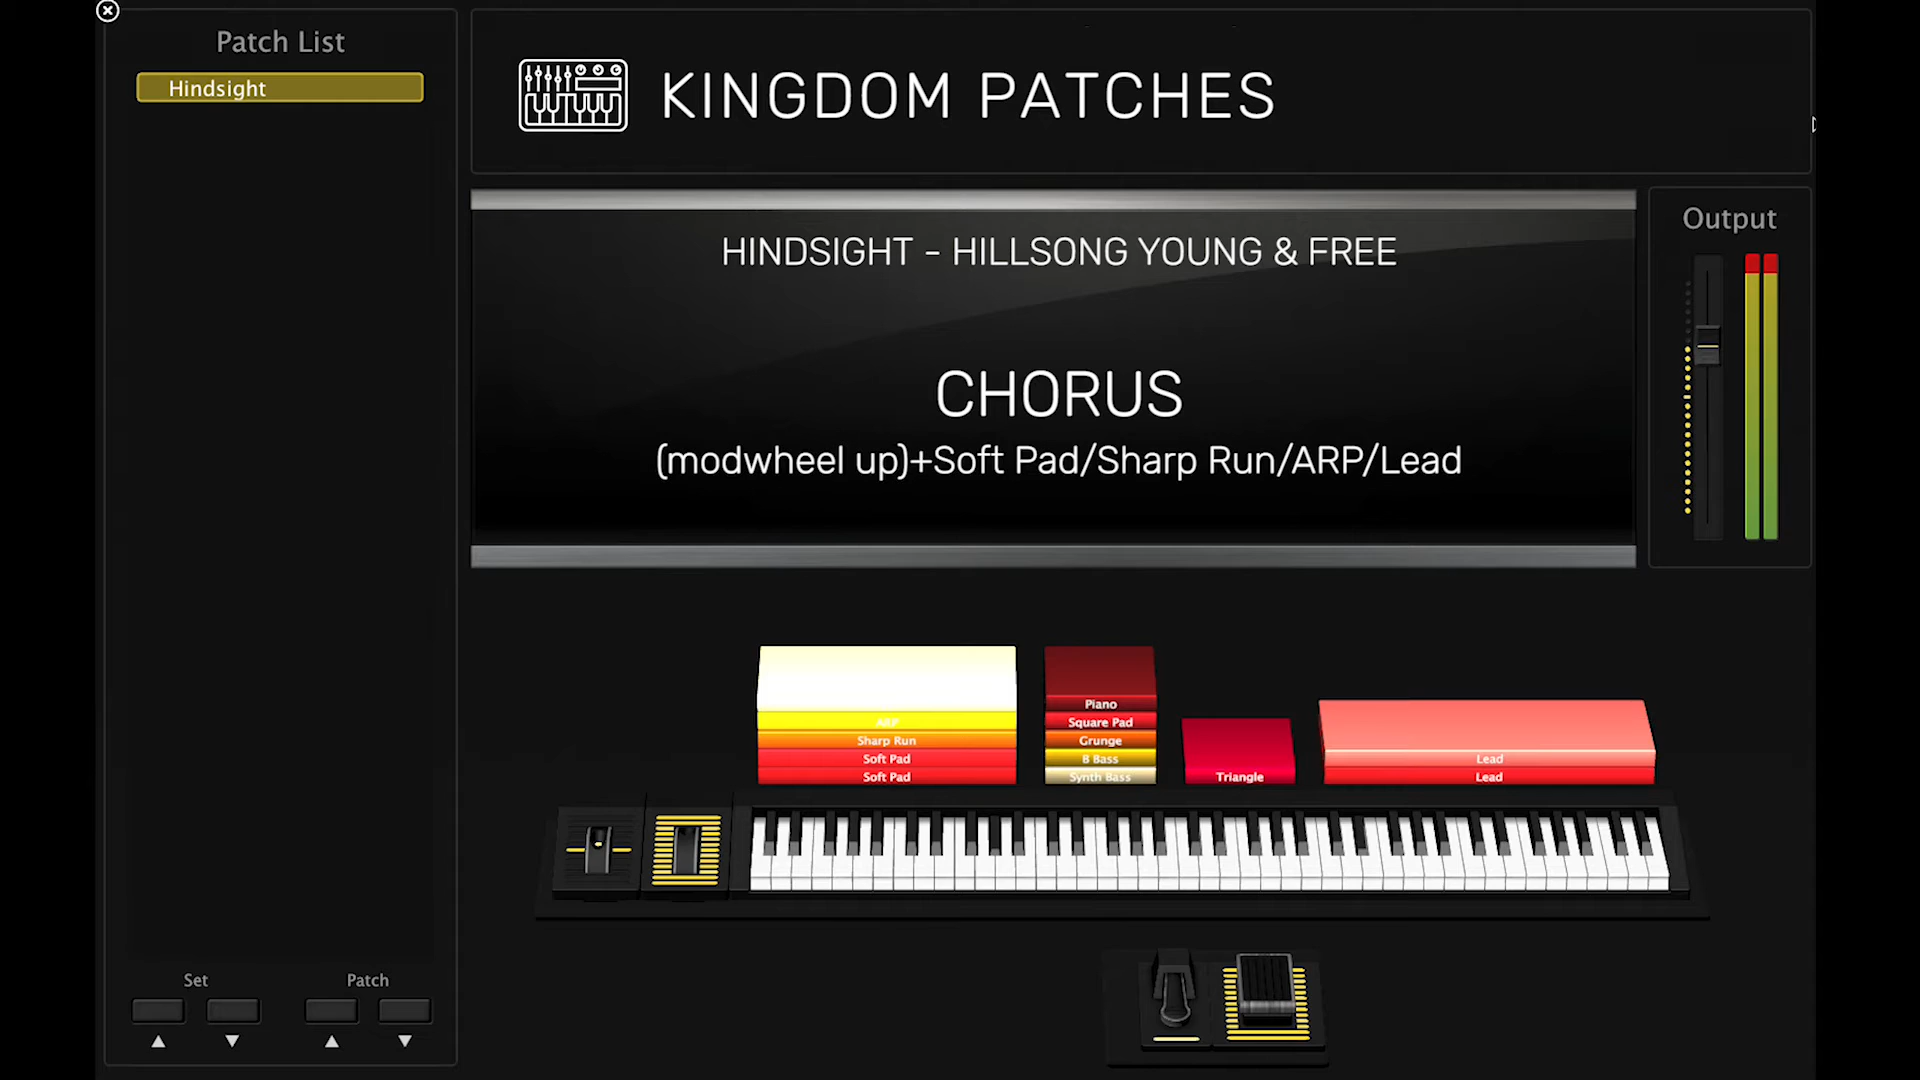 Patch List
Hindsight
KINGDOM PATCHES
HINDSIGHT - HILLSONG YOUNG & FREE
CHORUS
(modwheel up)+Soft Pad/Sharp Run/ARP/Lead
Output
ARP
Sharp Run
Soft Pad
Soft Pad
Piano
Square Pad
Grunge
B Bass
Synth Bass
Triangle
Lead
Lead
Set
Patch